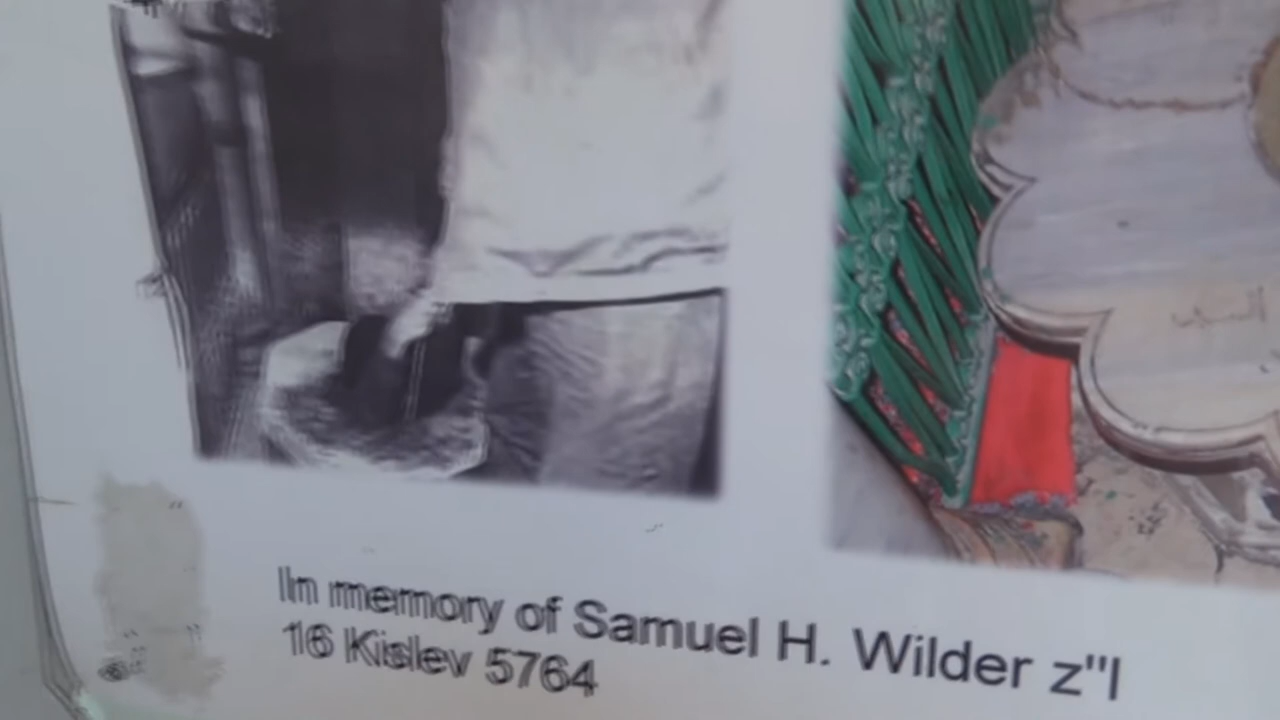 In memory of Samuel H. Wilder z"l
16 Kislev 5764